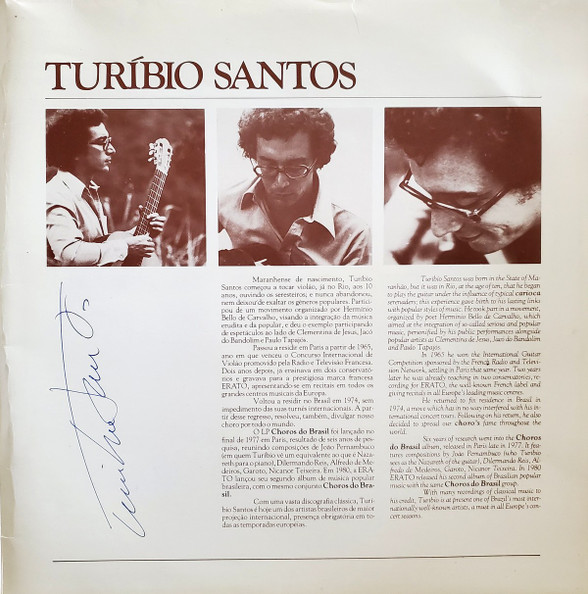 TURÍBIO SANTOS
Maranhense de nascimento, Turíbio
Santos começou a tocar violão, já no Rio, aos 10
anos, ouvindo os seresteiros; e nunca abandonou,
nem deixou de exaltar os gêneros populares. Partici-
pou de um movimento organizado por Hermínio
Bello de Carvalho, visando a integração da música
erudita e da popular, e deu o exemplo participando
de espetáculos ao lado de Clementina de Jesus, Jacó
do Bandolim e Paulo Tapajós.
Passou a residir em Paris a partir de 1965,
ano em que venceu o Concurso Internacional de
Violão promovido pela Rádio e Televisão Francesa.
Dois anos depois, já ensinava em dois conservató-
rios e gravava para a prestigiosa marca francesa
ERATO, apresentando-se em recitais em todos os
grandes centros musicais da Europa.
Voltou a residir no Brasil em 1974, sem
impedimento das suas turnês internacionais. A par-
tir desse regresso, resolveu, também, divulgar nosso
choro por todo o mundo.
O LP Choros do Brasil foi lançado no
final de 1977 em Paris, resultado de seis anos de pes-
quisa, reunindo composições de João Pernambuco
(em quem Turíbio vê um equivalente ao que é Naza-
reth para o piano), Dilermando Reis, Alfredo de Me-
deiros, Garoto, Nicanor Teixeira. Em 1980, a ERA-
TO lançou seu segundo álbum de música popular
brasileira, com o mesmo conjunto Choros do Bra-
sil.
Com uma vasta discografia clássica, Turí-
bio Santos é hoje um dos artistas brasileiros de maior
projeção internacional, presença obrigatória em to-
das as temporadas européias.
Turíbio Santos was born in the State of Ma-
ranhão, but it was in Rio, at the age of ten, that he began
to play the guitar under the influence of typical carioca
serenaders; this experience gave birth to his lasting links
with popular styles of music. He took part in a movement,
organized by poet Hermínio Bello de Carvalho, which
aimed at the integration of so-called serious and popular
music, personified by his public performances alongside
popular artists as Clementina de Jesus, Jacó do Bandolim
and Paulo Tapajós.
In 1965 he won the International Guitar
Competition sponsored by the French Radio and Televi-
sion Network, settling in Paris that same year. Two years
later he was already teaching in two conservatories, re-
cording for ERATO, the well-known French label and
giving recitals in all Europe's leading music centres.
He returned to fix residence in Brazil in
1974, a move which has in no way interfered with his in-
ternational concert tours. Following on his return, he also
decided to spread our choro's fame throughout the
world.
Six years of research went into the Choros
do Brasil album, released in Paris late in 1977. It fea-
tures compositions by João Pernambuco (who Turíbio
sees as the Nazareth of the guitar), Dilermando Reis, Al-
fredo de Medeiros, Garoto, Nicanor Teixeira. In 1980
ERATO released his second album of Brazilian popular
music with the same Choros do Brasil group.
With many recordings of classical music to
his credit, Turíbio is at present one of Brazil's most inter-
nationally well-known artists, a must in all Europe's con-
cert seasons.